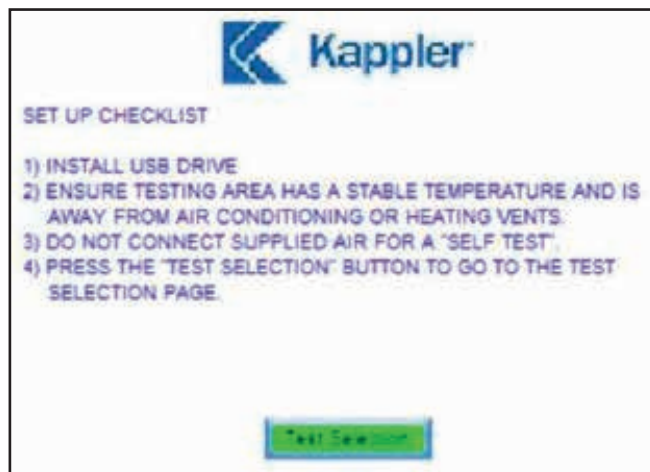 Kappler
SET UP CHECKLIST
1) INSTALL USB DRIVE
2) ENSURE TESTING AREA HAS A STABLE TEMPERATURE AND IS
AWAY FROM AIR CONDITIONING OR HEATING VENTS.
3) DO NOT CONNECT SUPPLIED AIR FOR A "SELF TEST".
4) PRESS THE "TEST SELECTION" BUTTON TO GO TO THE TEST
SELECTION PAGE.
Test Selection